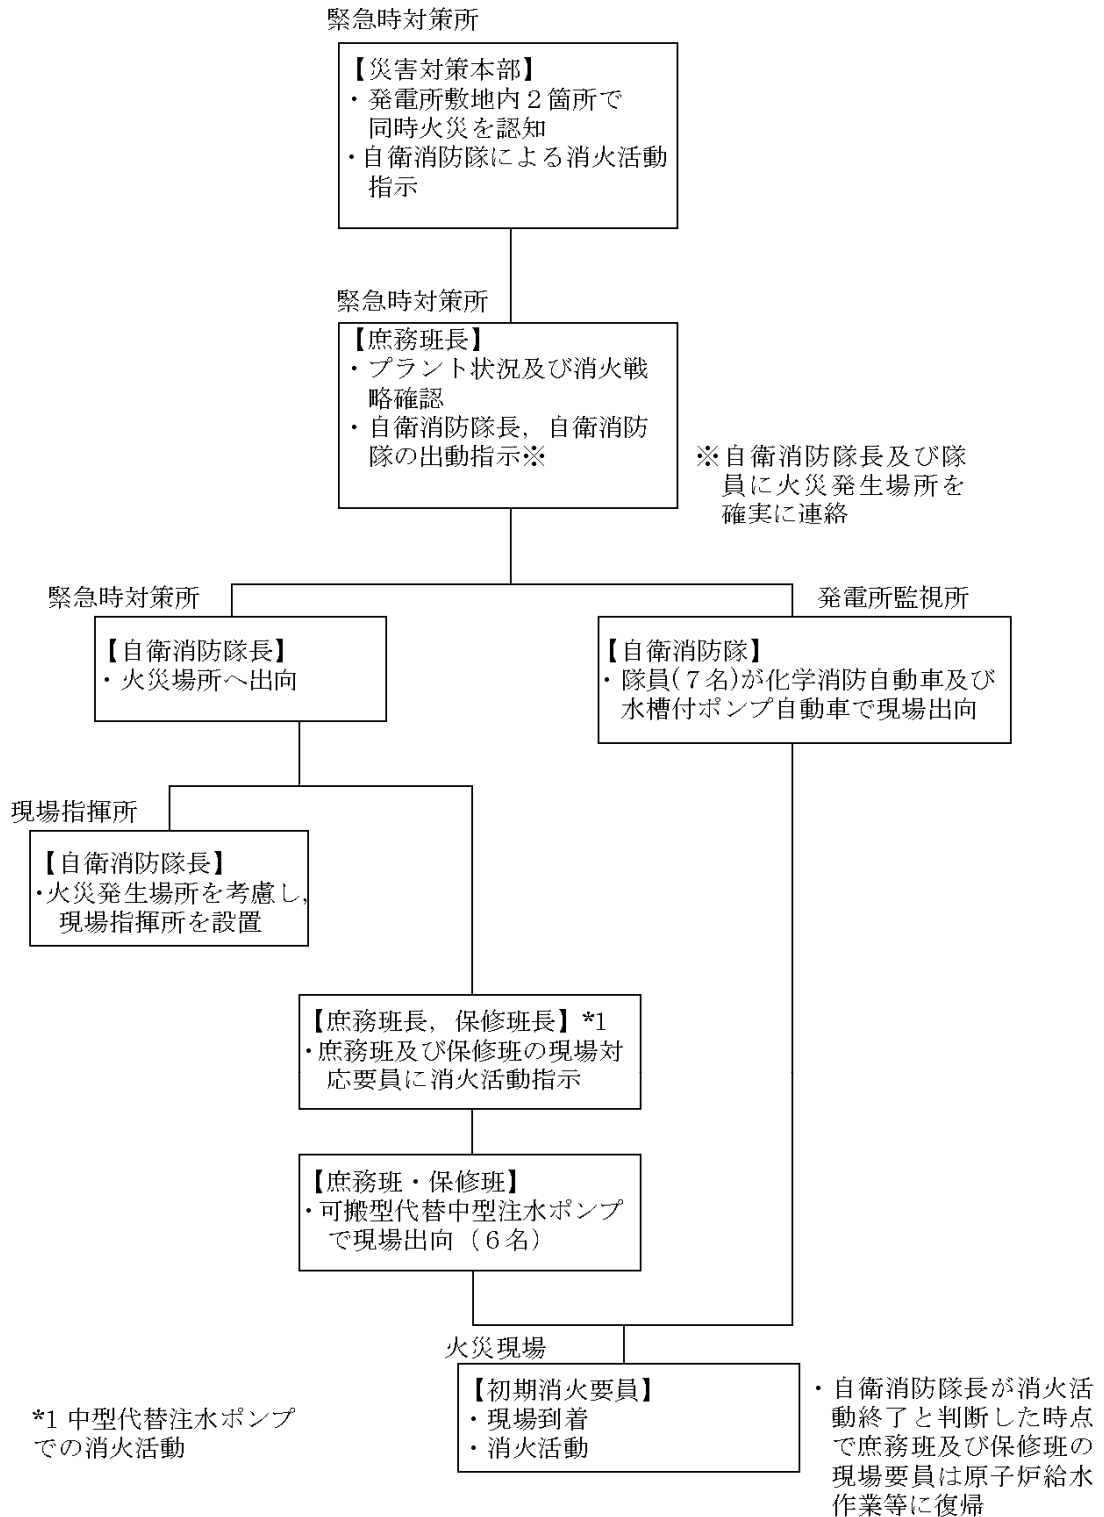 緊急時対策所
【災害対策本部】
・発電所敷地内２箇所で
同時火災を認知
・自衛消防隊による消火活動
指示
緊急時対策所
【庶務班長】
・プラント状況及び消火戦
略確認
・自衛消防隊長，自衛消防
隊の出動指示※
※自衛消防隊長及び隊
員に火災発生場所を
確実に連絡
緊急時対策所
【自衛消防隊長】
・火災場所へ出向
発電所監視所
【自衛消防隊】
・隊員(７名)が化学消防自動車及び
水槽付ポンプ自動車で現場出向
現場指揮所
【自衛消防隊長】
・火災発生場所を考慮し，
現場指揮所を設置
【庶務班長，保修班長】*1
・庶務班及び保修班の現場対
応要員に消火活動指示
【庶務班・保修班】
・可搬型代替中型注水ポンプ
で現場出向（６名）
火災現場
【初期消火要員】
・現場到着
・消火活動
・自衛消防隊長が消火活
動終了と判断した時点
で庶務班及び保修班の
現場要員は原子炉給水
作業等に復帰
*1 中型代替注水ポンプ
での消火活動